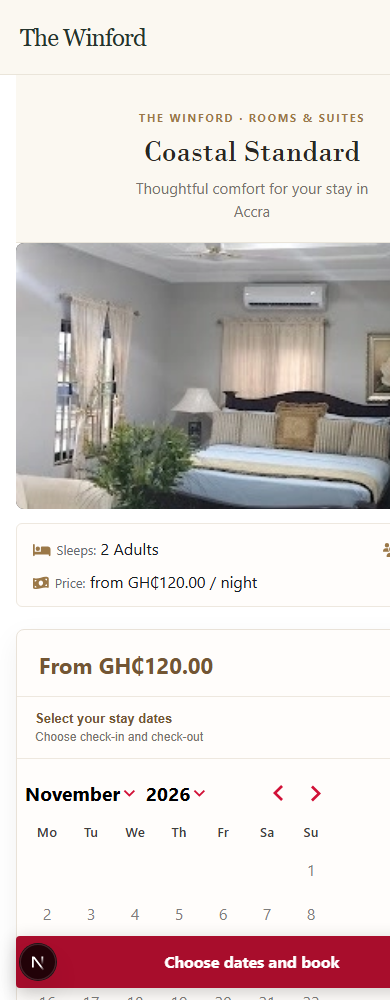 The Winford
THE WINFORD · ROOMS & SUITES
Coastal Standard
Thoughtful comfort for your stay in
Accra
Sleeps: 2 Adults
Price: from GH₵120.00 / night
From GH₵120.00
Select your stay dates
Choose check-in and check-out
November 2026
Mo Tu We Th Fr Sa Su
1
2 3 4 5 6 7 8
N
Choose dates and book